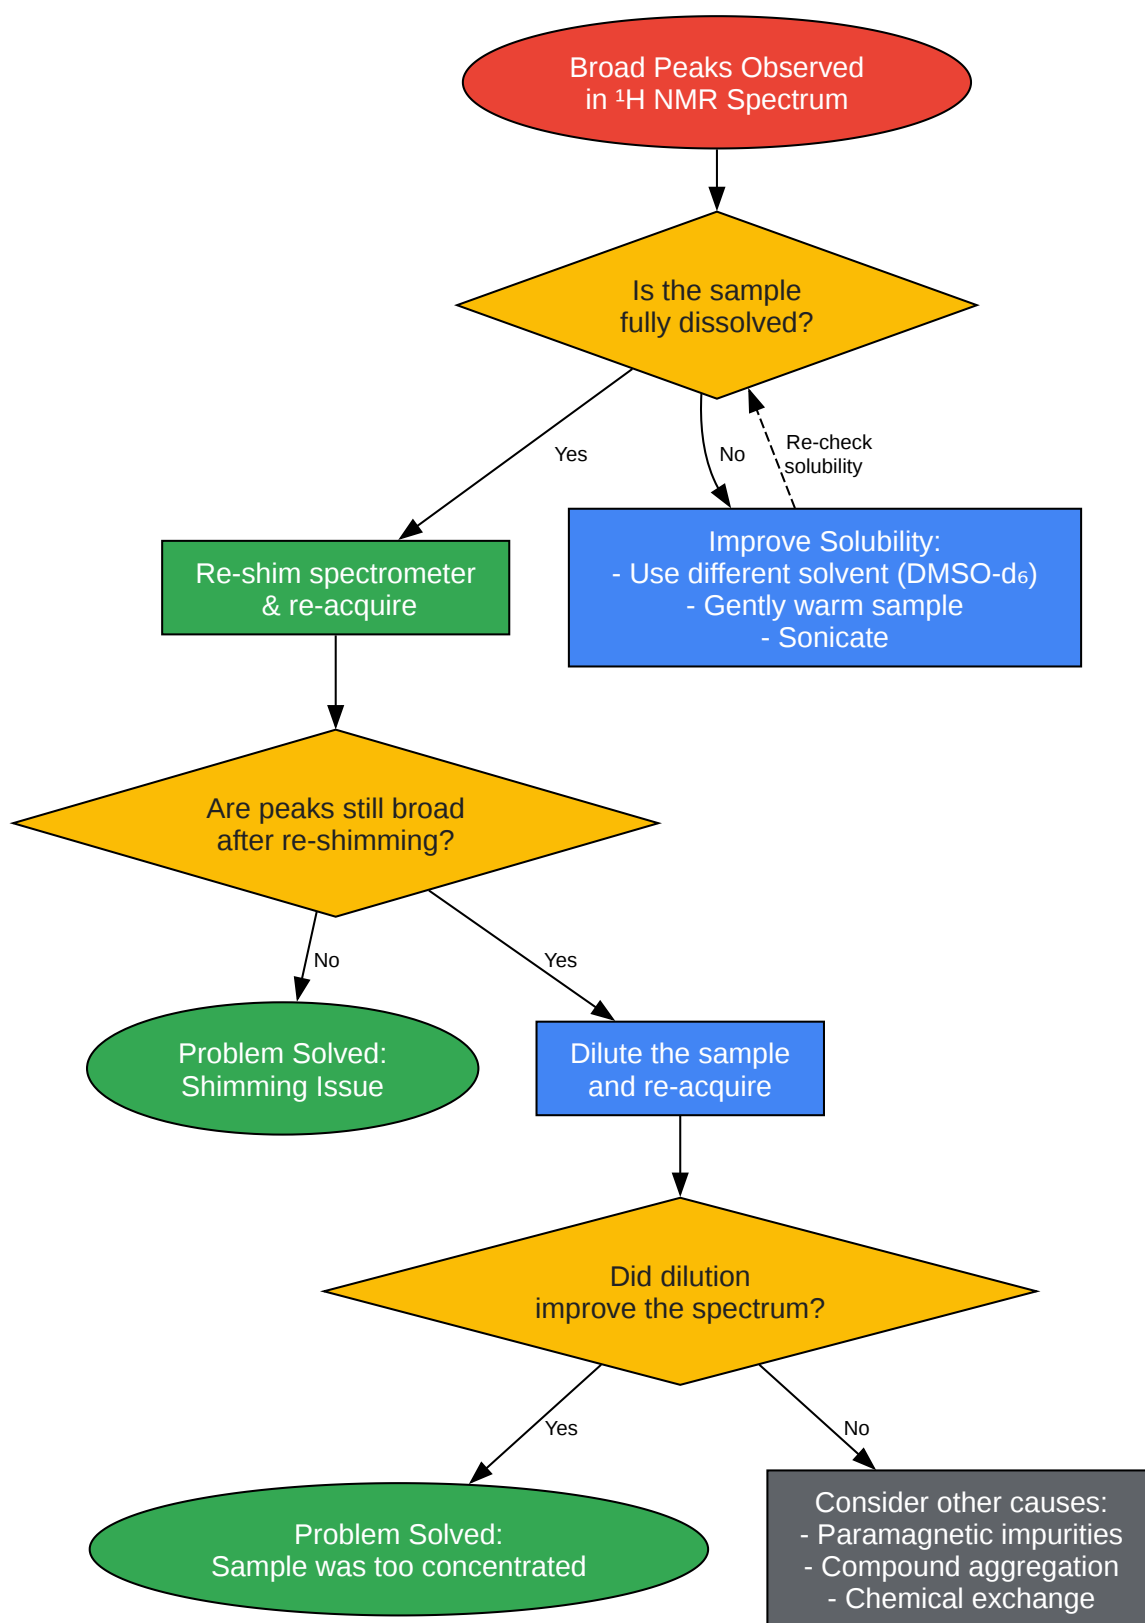 Broad Peaks Observed
in ¹H NMR Spectrum
Is the sample
fully dissolved?
Yes
No
Re-check
solubility
Re-shim spectrometer
& re-acquire
Improve Solubility:
- Use different solvent (DMSO-d₆)
- Gently warm sample
- Sonicate
Are peaks still broad
after re-shimming?
No
Yes
Problem Solved:
Shimming Issue
Dilute the sample
and re-acquire
Did dilution
improve the spectrum?
Yes
No
Problem Solved:
Sample was too concentrated
Consider other causes:
- Paramagnetic impurities
- Compound aggregation
- Chemical exchange